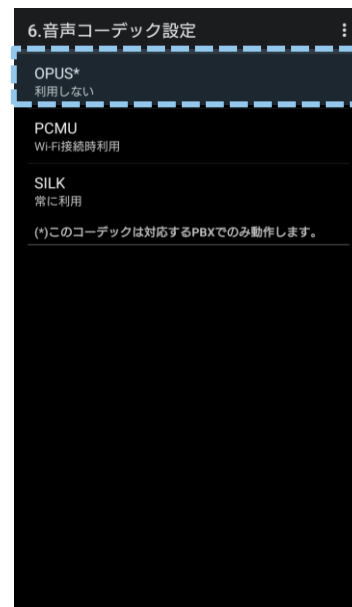 6.音声コーデック設定
OPUS*
利用しない
PCMU
Wi-Fi接続時利用
SILK
常に利用
(*)このコーデックは対応するPBXでのみ動作します。